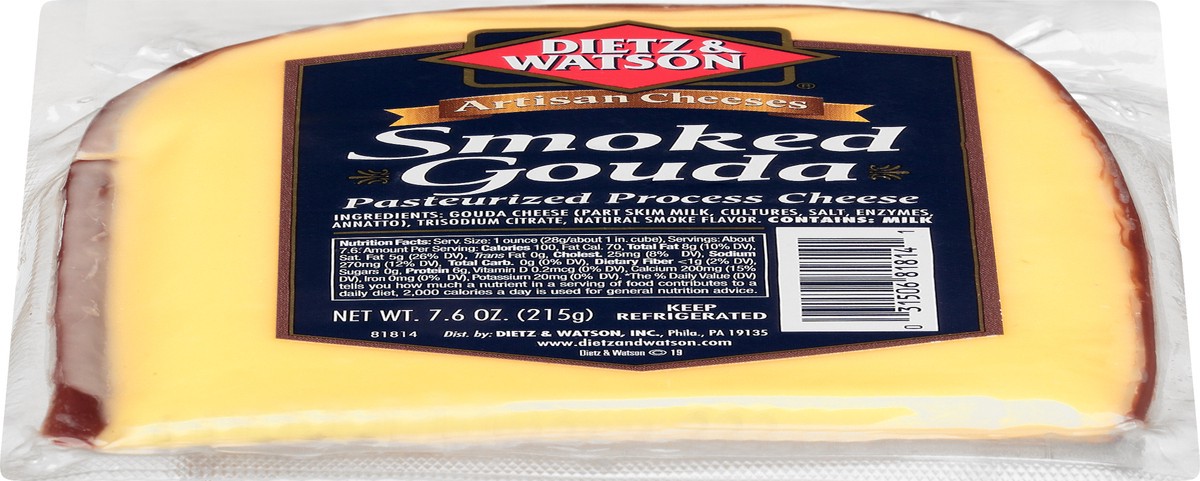 DIETZ &
WATSON
®
Artisan Cheeses
Smoked
Gouda
Pasteurized Process Cheese
INGREDIENTS: GOUDA CHEESE (PART SKIM MILK, CULTURES, SALT, ENZYMES,
ANNATTO), TRISODIUM CITRATE, NATURAL SMOKE FLAVOR. CONTAINS: MILK
Nutrition Facts: Serv. Size: 1 ounce (28g/about 1 in. cube), Servings: About
7.6. Amount Per Serving: Calories 100, Fat Cal. 70, Total Fat 8g (10% DV),
Sat. Fat 5g (26% DV), Trans Fat 0g, Cholest. 25mg (8% DV), Sodium
270mg (12% DV), Total Carb. 0g (0% DV), Dietary Fiber <1g (2% DV),
Sugars 0g, Protein 6g, Vitamin D 0.2mcg (0% DV), Calcium 200mg (15%
DV), Iron 0mg (0% DV), Potassium 20mg (0% DV). *The % Daily Value (DV)
tells you how much a nutrient in a serving of food contributes to a
daily diet, 2,000 calories a day is used for general nutrition advice.
0 31506 81814 1
NET WT. 7.6 OZ. (215g)
KEEP
REFRIGERATED
81814
Dist. by: DIETZ & WATSON, INC., Phila., PA 19135
www.dietzandwatson.com
Dietz & Watson © 19